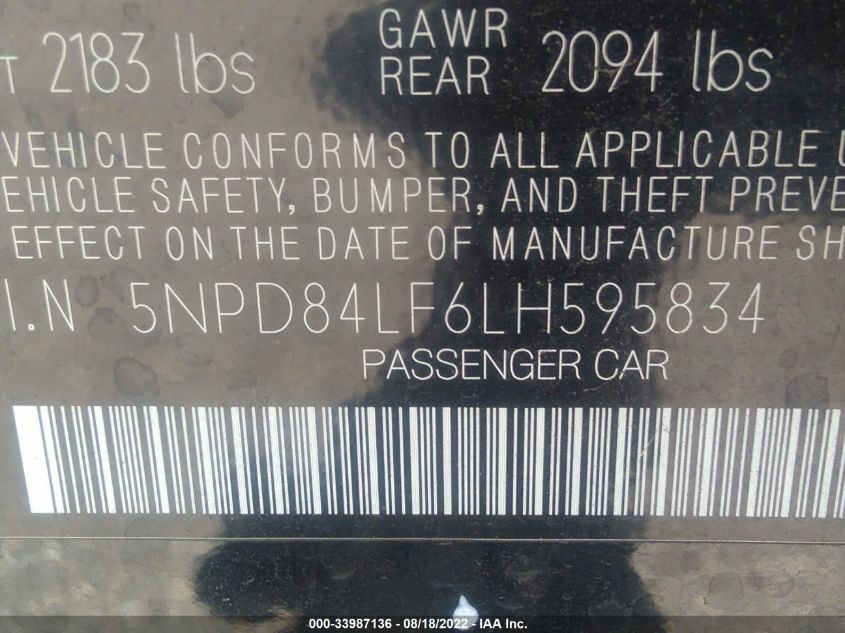 T 2183 lbs GAWR REAR 2094 lbs
VEHICLE CONFORMS TO ALL APPLICABLE U
EHICLE SAFETY, BUMPER, AND THEFT PREVE
EFFECT ON THE DATE OF MANUFACTURE SH
I.N 5NPD84LF6LH595834
PASSENGER CAR
000-33987136 - 08/18/2022 - IAA Inc.